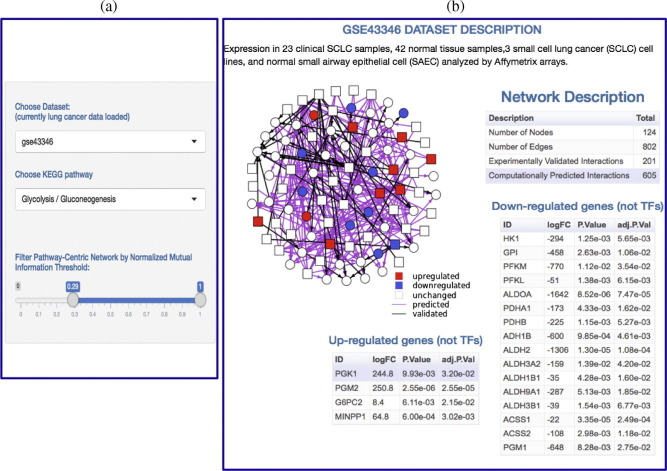 (a)
(b)
Choose Dataset:
(currently lung cancer data loaded)
gse43346
Choose KEGG pathway
Glycolysis / Gluconeogenesis
Filter Pathway-Centric Network by Normalized Mutual
Information Threshold:
0 0.29 1
0 0.1 0.2 0.3 0.4 0.5 0.6 0.7 0.8 0.9 1
GSE43346 DATASET DESCRIPTION
Expression in 23 clinical SCLC samples, 42 normal tissue samples,3 small cell lung cancer (SCLC) cell
lines, and normal small airway epithelial cell (SAEC) analyzed by Affymetrix arrays.
upregulated
downregulated
unchanged
predicted
validated
Network Description
Description Total
Number of Nodes 124
Number of Edges 802
Experimentally Validated Interactions 201
Computationally Predicted Interactions 605
Up-regulated genes (not TFs)
ID logFC P.Value adj.P.Val
PGK1 244.8 9.93e-03 3.20e-02
PGM2 250.8 2.55e-06 2.55e-05
G6PC2 8.4 6.11e-03 2.15e-02
MINPP1 64.8 6.00e-04 3.02e-03
Down-regulated genes (not TFs)
ID logFC P.Value adj.P.Val
HK1 -294 1.25e-03 5.65e-03
GPI -458 2.63e-03 1.06e-02
PFKM -770 1.12e-02 3.54e-02
PFKL -51 1.38e-03 6.15e-03
ALDOA -1642 8.52e-06 7.47e-05
PDHA1 -173 4.33e-03 1.62e-02
PDHB -225 1.15e-03 5.27e-03
ADH1B -600 9.85e-04 4.61e-03
ALDH2 -1306 1.30e-05 1.08e-04
ALDH3A2 -159 1.39e-02 4.20e-02
ALDH1B1 -35 4.28e-03 1.60e-02
ALDH9A1 -287 5.13e-03 1.85e-02
ALDH3B1 -39 1.54e-03 6.77e-03
ACSS1 -22 3.35e-05 2.49e-04
ACSS2 -108 2.98e-03 1.18e-02
PGM1 -648 8.28e-03 2.75e-02